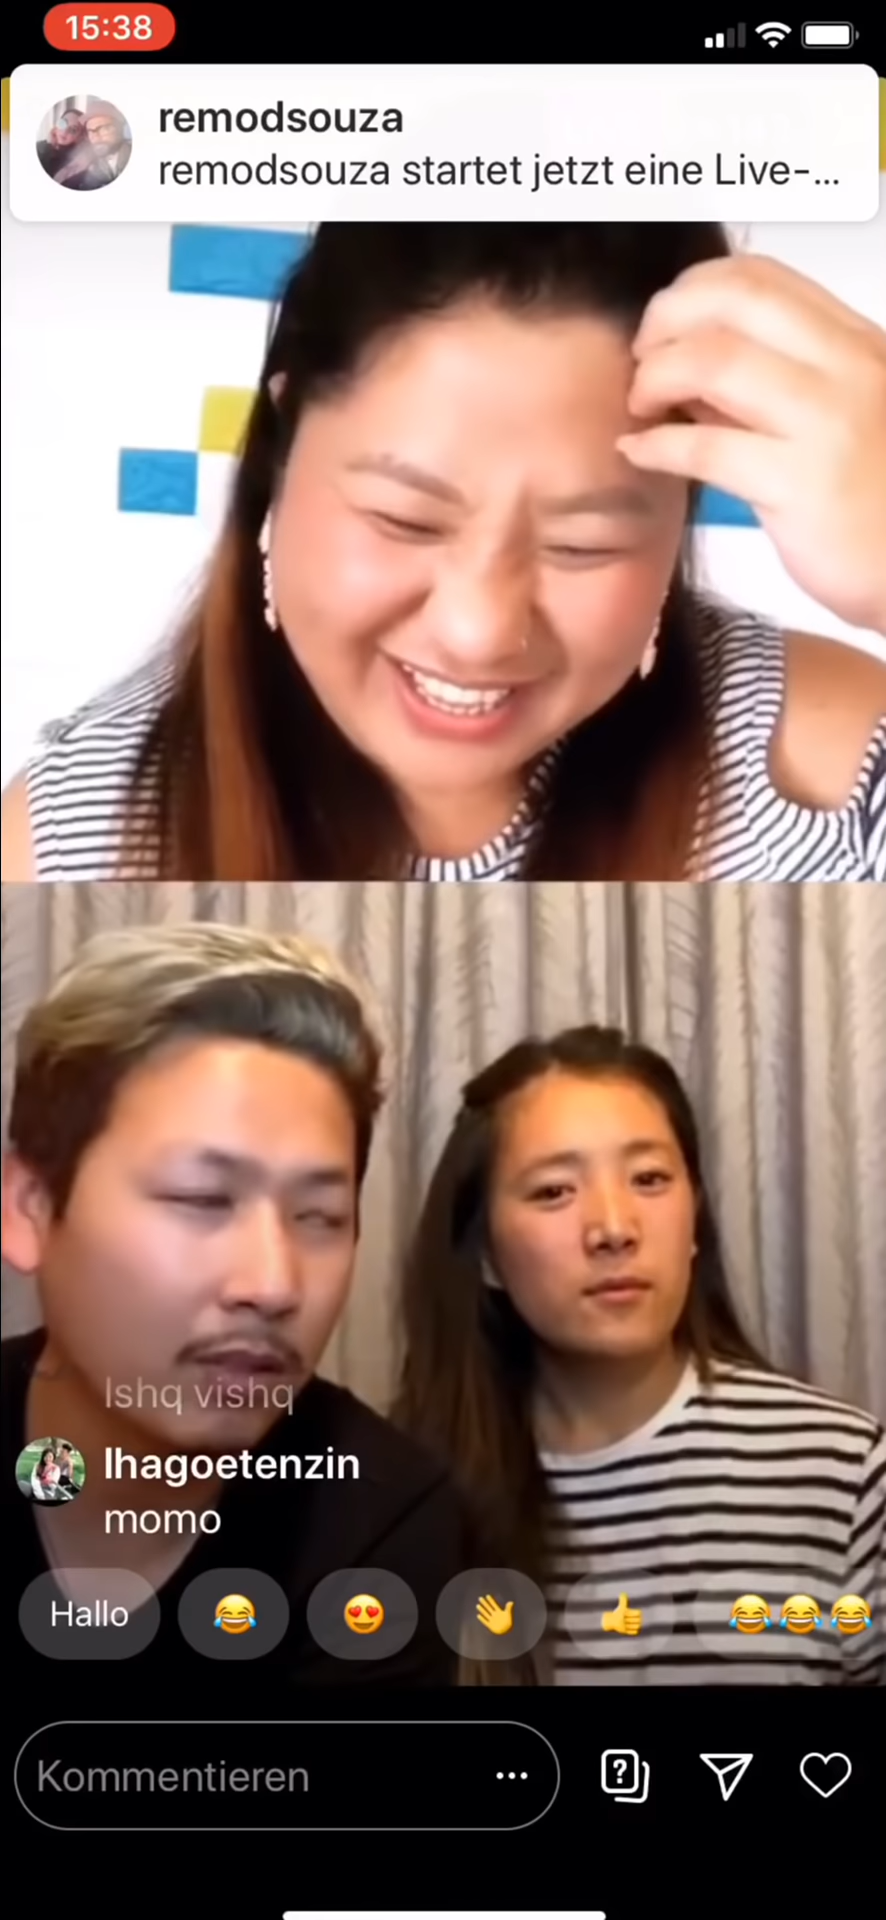 15:38
remodsouza
remodsouza startet jetzt eine Live-...
Ishq vishq
lhagoetenzin
momo
Hallo
Kommentieren